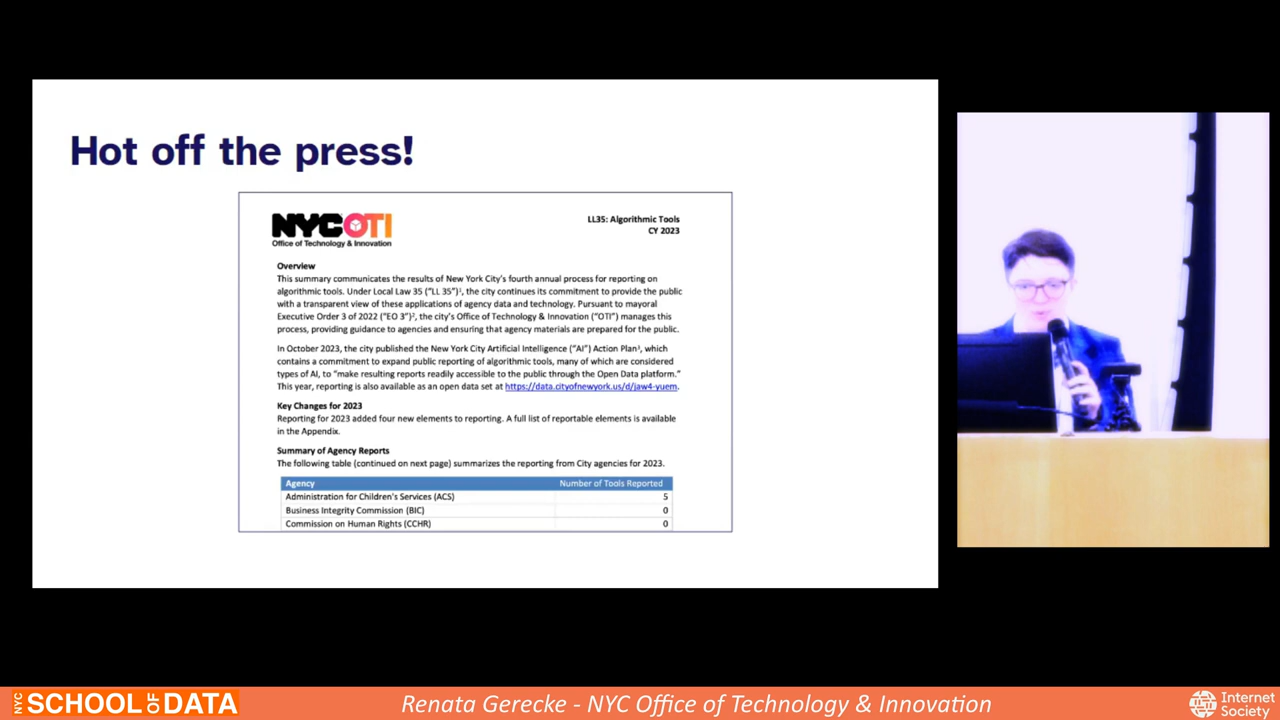 Hot off the press!
NYCOTI
Office of Technology & Innovation
LL35: Algorithmic Tools
CY 2023
Overview
This summary communicates the results of New York City's fourth annual process for reporting on
algorithmic tools. Under Local Law 35 ("LL 35")¹, the city continues its commitment to provide the public
with a transparent view of these applications of agency data and technology. Pursuant to mayoral
Executive Order 3 of 2022 ("EO 3")², the city's Office of Technology & Innovation ("OTI") manages this
process, providing guidance to agencies and ensuring that agency materials are prepared for the public.
In October 2023, the city published the New York City Artificial Intelligence ("AI") Action Plan³, which
contains a commitment to expand public reporting of algorithmic tools, many of which are considered
types of AI, to "make resulting reports readily accessible to the public through the Open Data platform."
This year, reporting is also available as an open data set at https://data.cityofnewyork.us/d/jaw4-yuem.
Key Changes for 2023
Reporting for 2023 added four new elements to reporting. A full list of reportable elements is available
in the Appendix.
Summary of Agency Reports
The following table (continued on next page) summarizes the reporting from City agencies for 2023.
Agency Number of Tools Reported
Administration for Children's Services (ACS) 5
Business Integrity Commission (BIC) 0
Commission on Human Rights (CCHR) 0
NYC SCHOOL OF DATA
Renata Gerecke - NYC Office of Technology & Innovation
Internet
Society